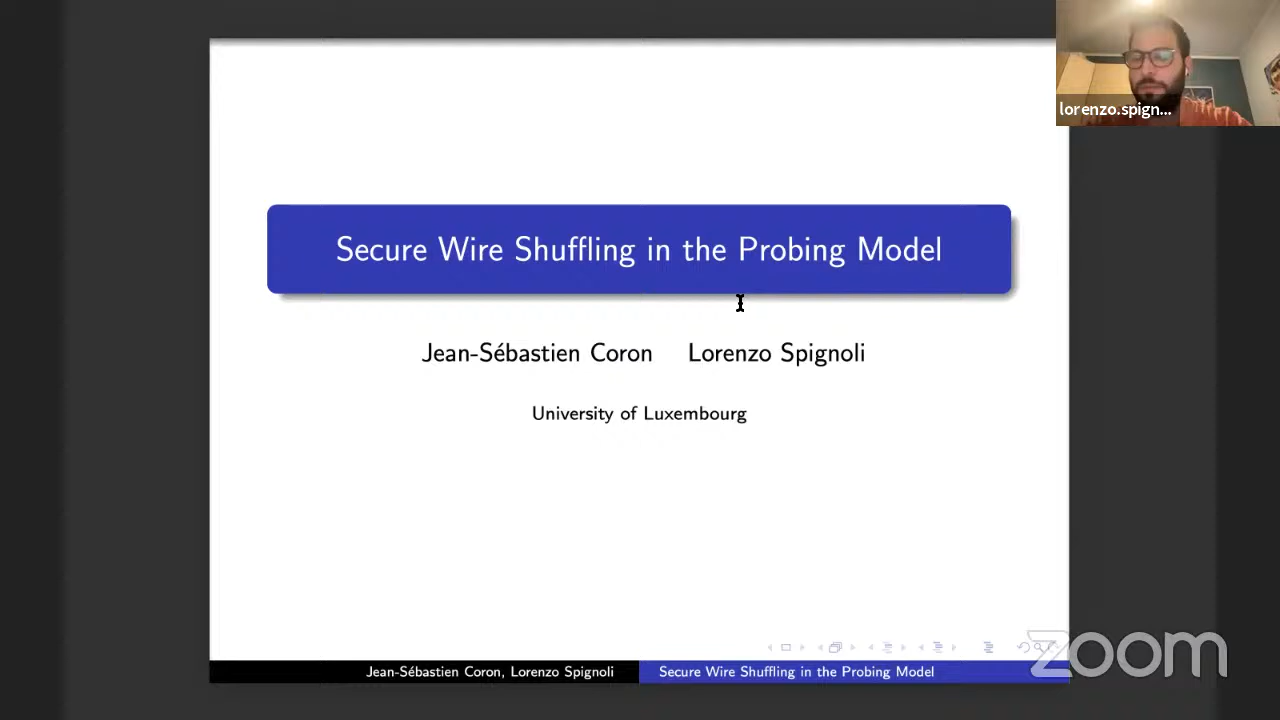 lorenzo.spign...
Secure Wire Shuffling in the Probing Model
Jean-Sébastien Coron Lorenzo Spignoli
University of Luxembourg
Jean-Sébastien Coron, Lorenzo Spignoli Secure Wire Shuffling in the Probing Model
zoom